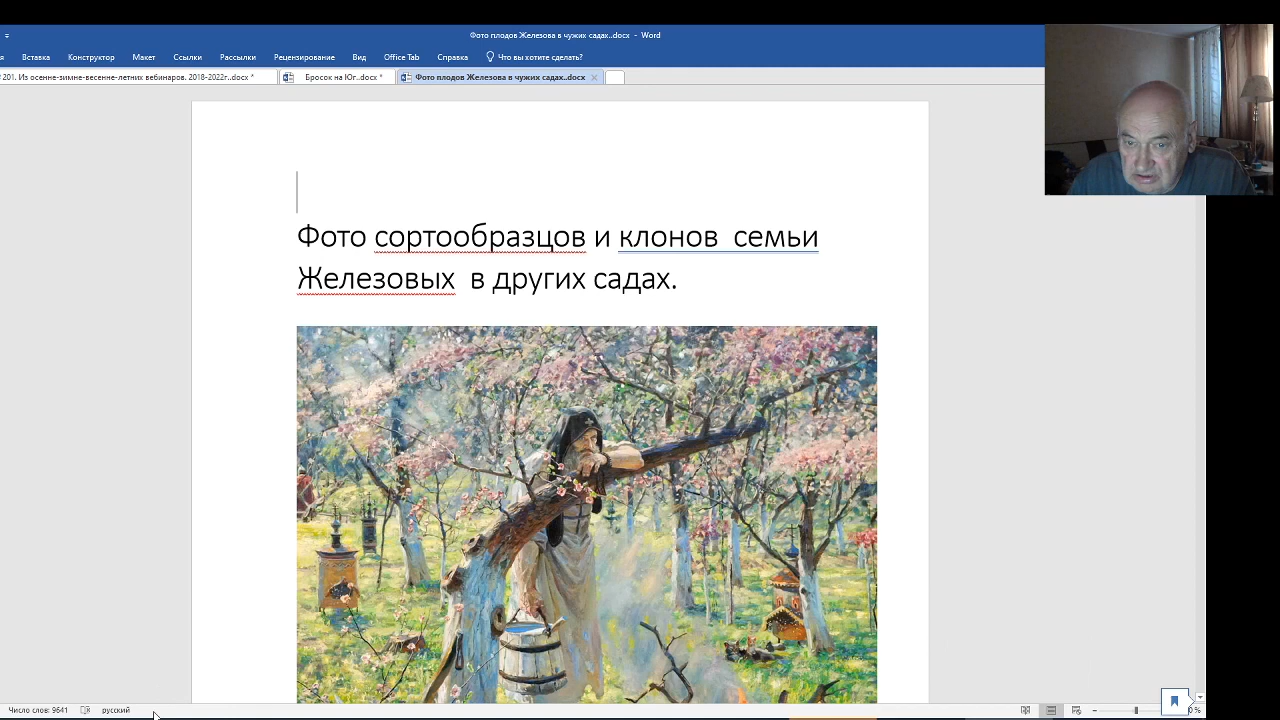 Фото плодов Железова в чужих садах..docx - Word
Вставка Конструктор Макет Ссылки Рассылки Рецензирование Вид Office Tab Справка Что вы хотите сделать?
201. Из осенне-зимне-весенне-летних вебинаров. 2018-2022г..docx * Бросок на Юг..docx * Фото плодов Железова в чужих садах..docx
Фото сортообразцов и клонов семьи
Железовых в других садах.
Число слов: 9641 русский